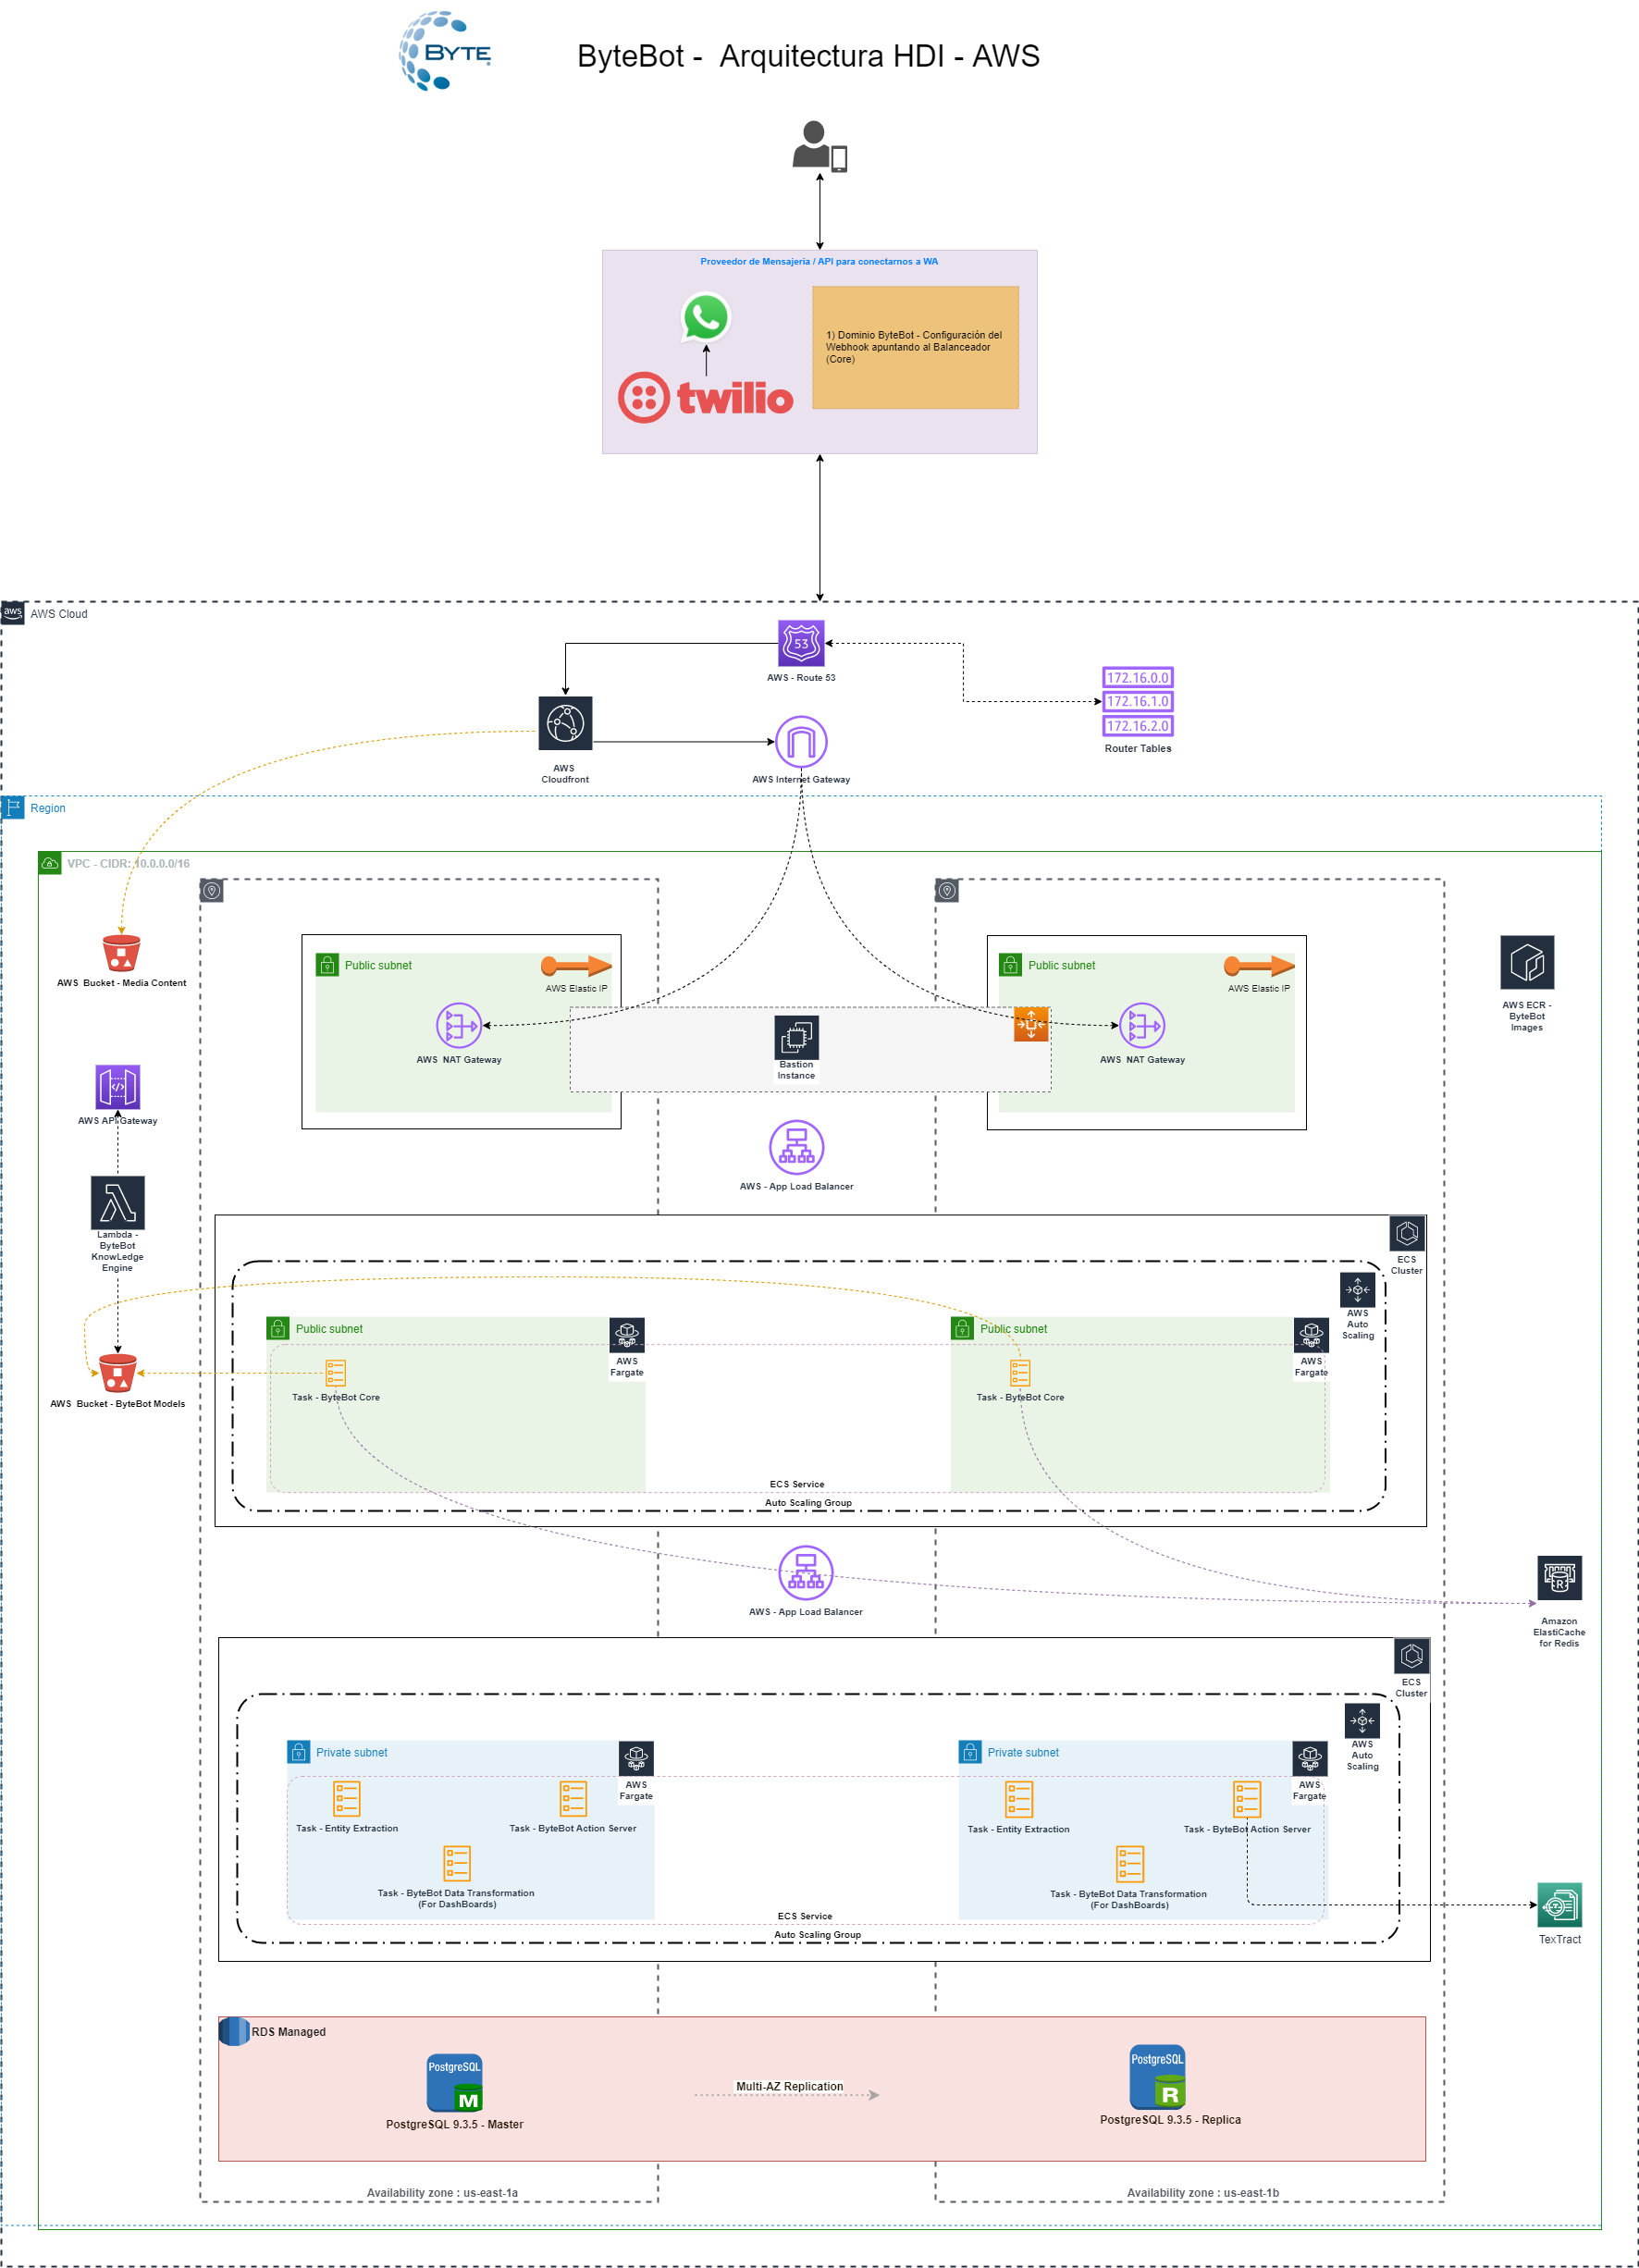 BYTE
ByteBot -  Arquitectura HDI - AWS
Proveedor de Mensajeria / API para conectarnos a WA
1) Dominio ByteBot - Configuración del
Webhook apuntando al Balanceador
(Core)
twilio
aws
AWS Cloud
53
AWS - Route 53
172.16.0.0
172.16.1.0
172.16.2.0
Router Tables
AWS
Cloudfront
AWS Internet Gateway
Region
VPC - CIDR: 10.0.0.0/16
AWS  Bucket - Media Content
Public subnet
AWS Elastic IP
AWS  NAT Gateway
Bastion
Instance
Public subnet
AWS Elastic IP
AWS  NAT Gateway
AWS ECR -
ByteBot
Images
AWS API Gateway
AWS - App Load Balancer
Lambda -
ByteBot
KnowLedge
Engine
ECS
Cluster
AWS
Auto
Scaling
Public subnet
AWS
Fargate
Public subnet
AWS
Fargate
Task - ByteBot Core
Task - ByteBot Core
AWS  Bucket - ByteBot Models
ECS Service
Auto Scaling Group
AWS - App Load Balancer
R
Amazon
ElastiCache
for Redis
ECS
Cluster
AWS
Auto
Scaling
Private subnet
AWS
Fargate
Private subnet
AWS
Fargate
Task - Entity Extraction
Task - ByteBot Action Server
Task - Entity Extraction
Task - ByteBot Action Server
Task - ByteBot Data Transformation
(For DashBoards)
Task - ByteBot Data Transformation
(For DashBoards)
ECS Service
Auto Scaling Group
TexTract
RDS Managed
PostgreSQL
M
PostgreSQL 9.3.5 - Master
Multi-AZ Replication
PostgreSQL
R
PostgreSQL 9.3.5 - Replica
Availability zone : us-east-1a
Availability zone : us-east-1b